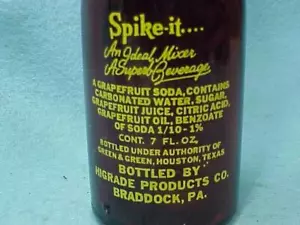 Spike-it....
An Ideal Mixer
A Superb Beverage
A GRAPEFRUIT SODA, CONTAINS
CARBONATED WATER, SUGAR,
GRAPEFRUIT JUICE, CITRIC ACID,
GRAPEFRUIT OIL, BENZOATE
OF SODA 1/10-1%
CONT. 7 FL. OZ.
BOTTLED UNDER AUTHORITY OF
GREEN & GREEN, HOUSTON, TEXAS
BOTTLED BY
HIGRADE PRODUCTS CO.
BRADDOCK, PA.